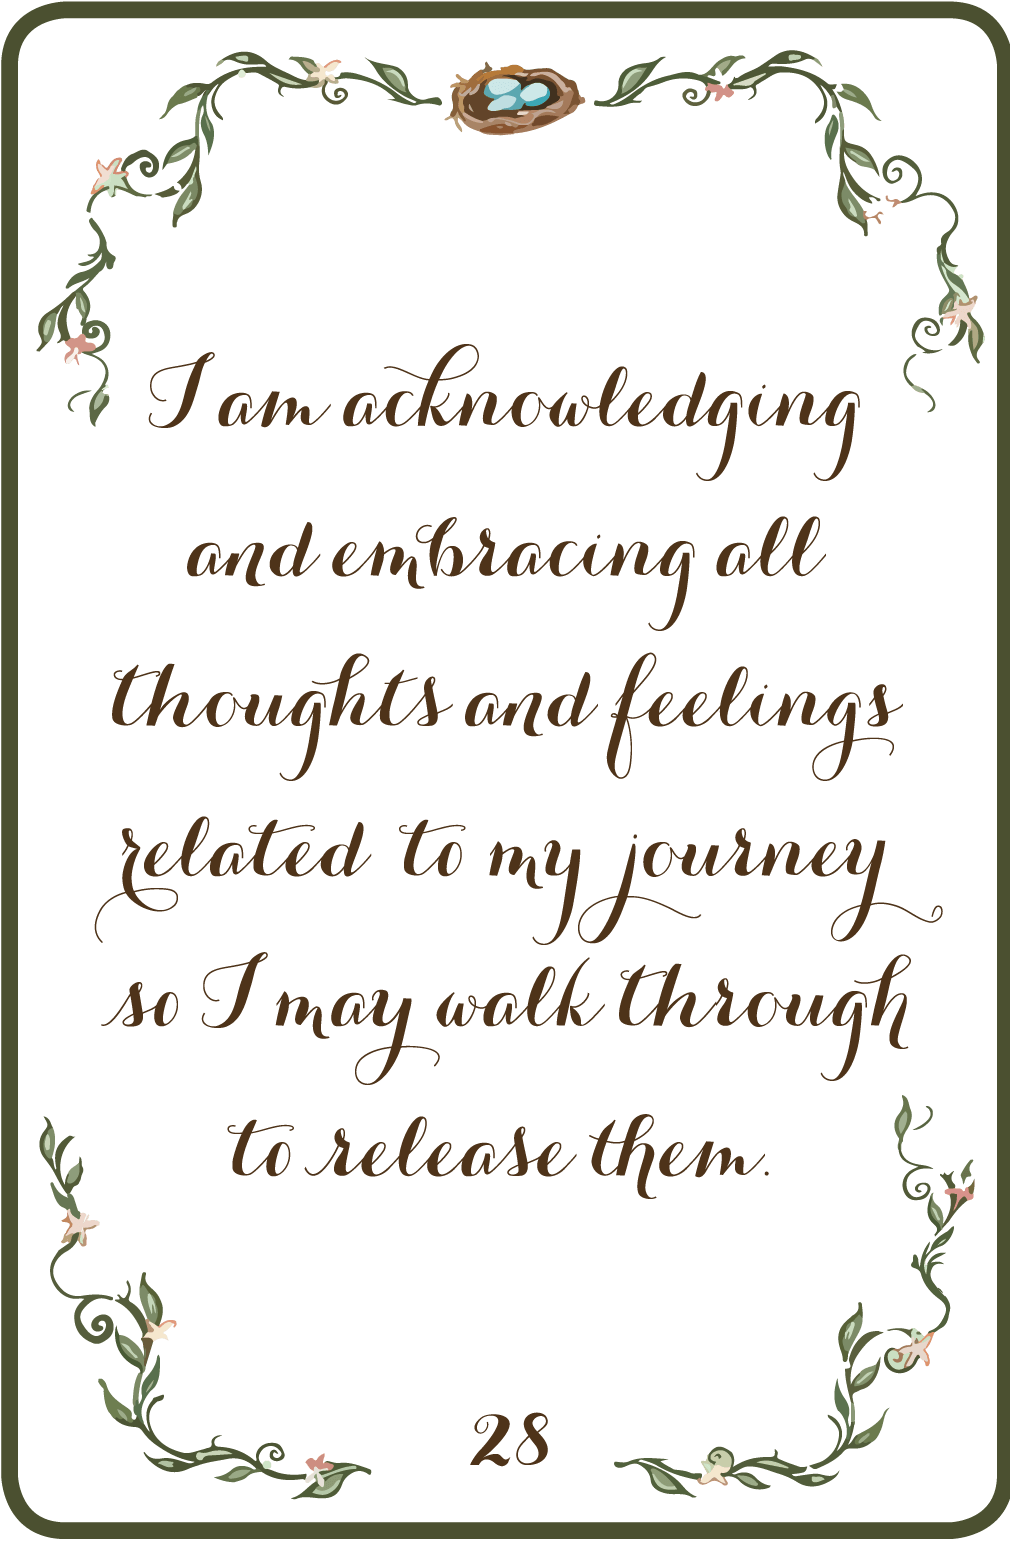 I am acknowledging
and embracing all
thoughts and feelings
related to my journey
so I may walk through
to release them.
28